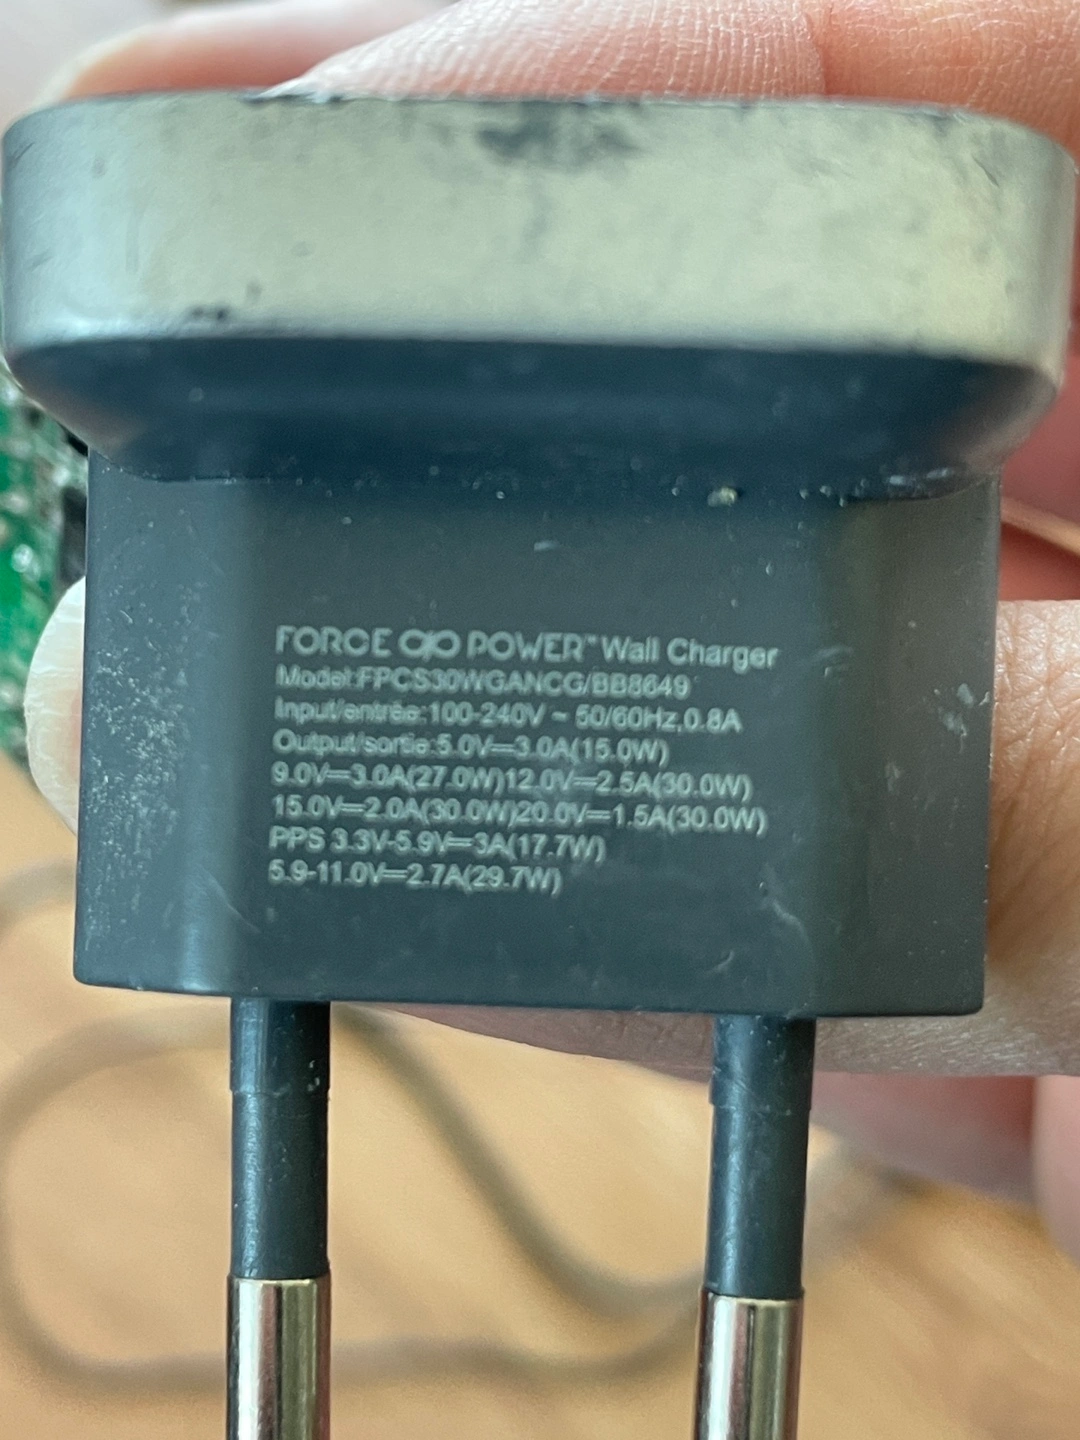 FORCE POWER™ Wall Charger
Model:FPCS30WGANCG/BB8649
Input/entrée:100-240V ~ 50/60Hz,0.8A
Output/sortie:5.0V⎓3.0A(15.0W)
9.0V⎓3.0A(27.0W)12.0V⎓2.5A(30.0W)
15.0V⎓2.0A(30.0W)20.0V⎓1.5A(30.0W)
PPS 3.3V-5.9V⎓3A(17.7W)
5.9-11.0V⎓2.7A(29.7W)